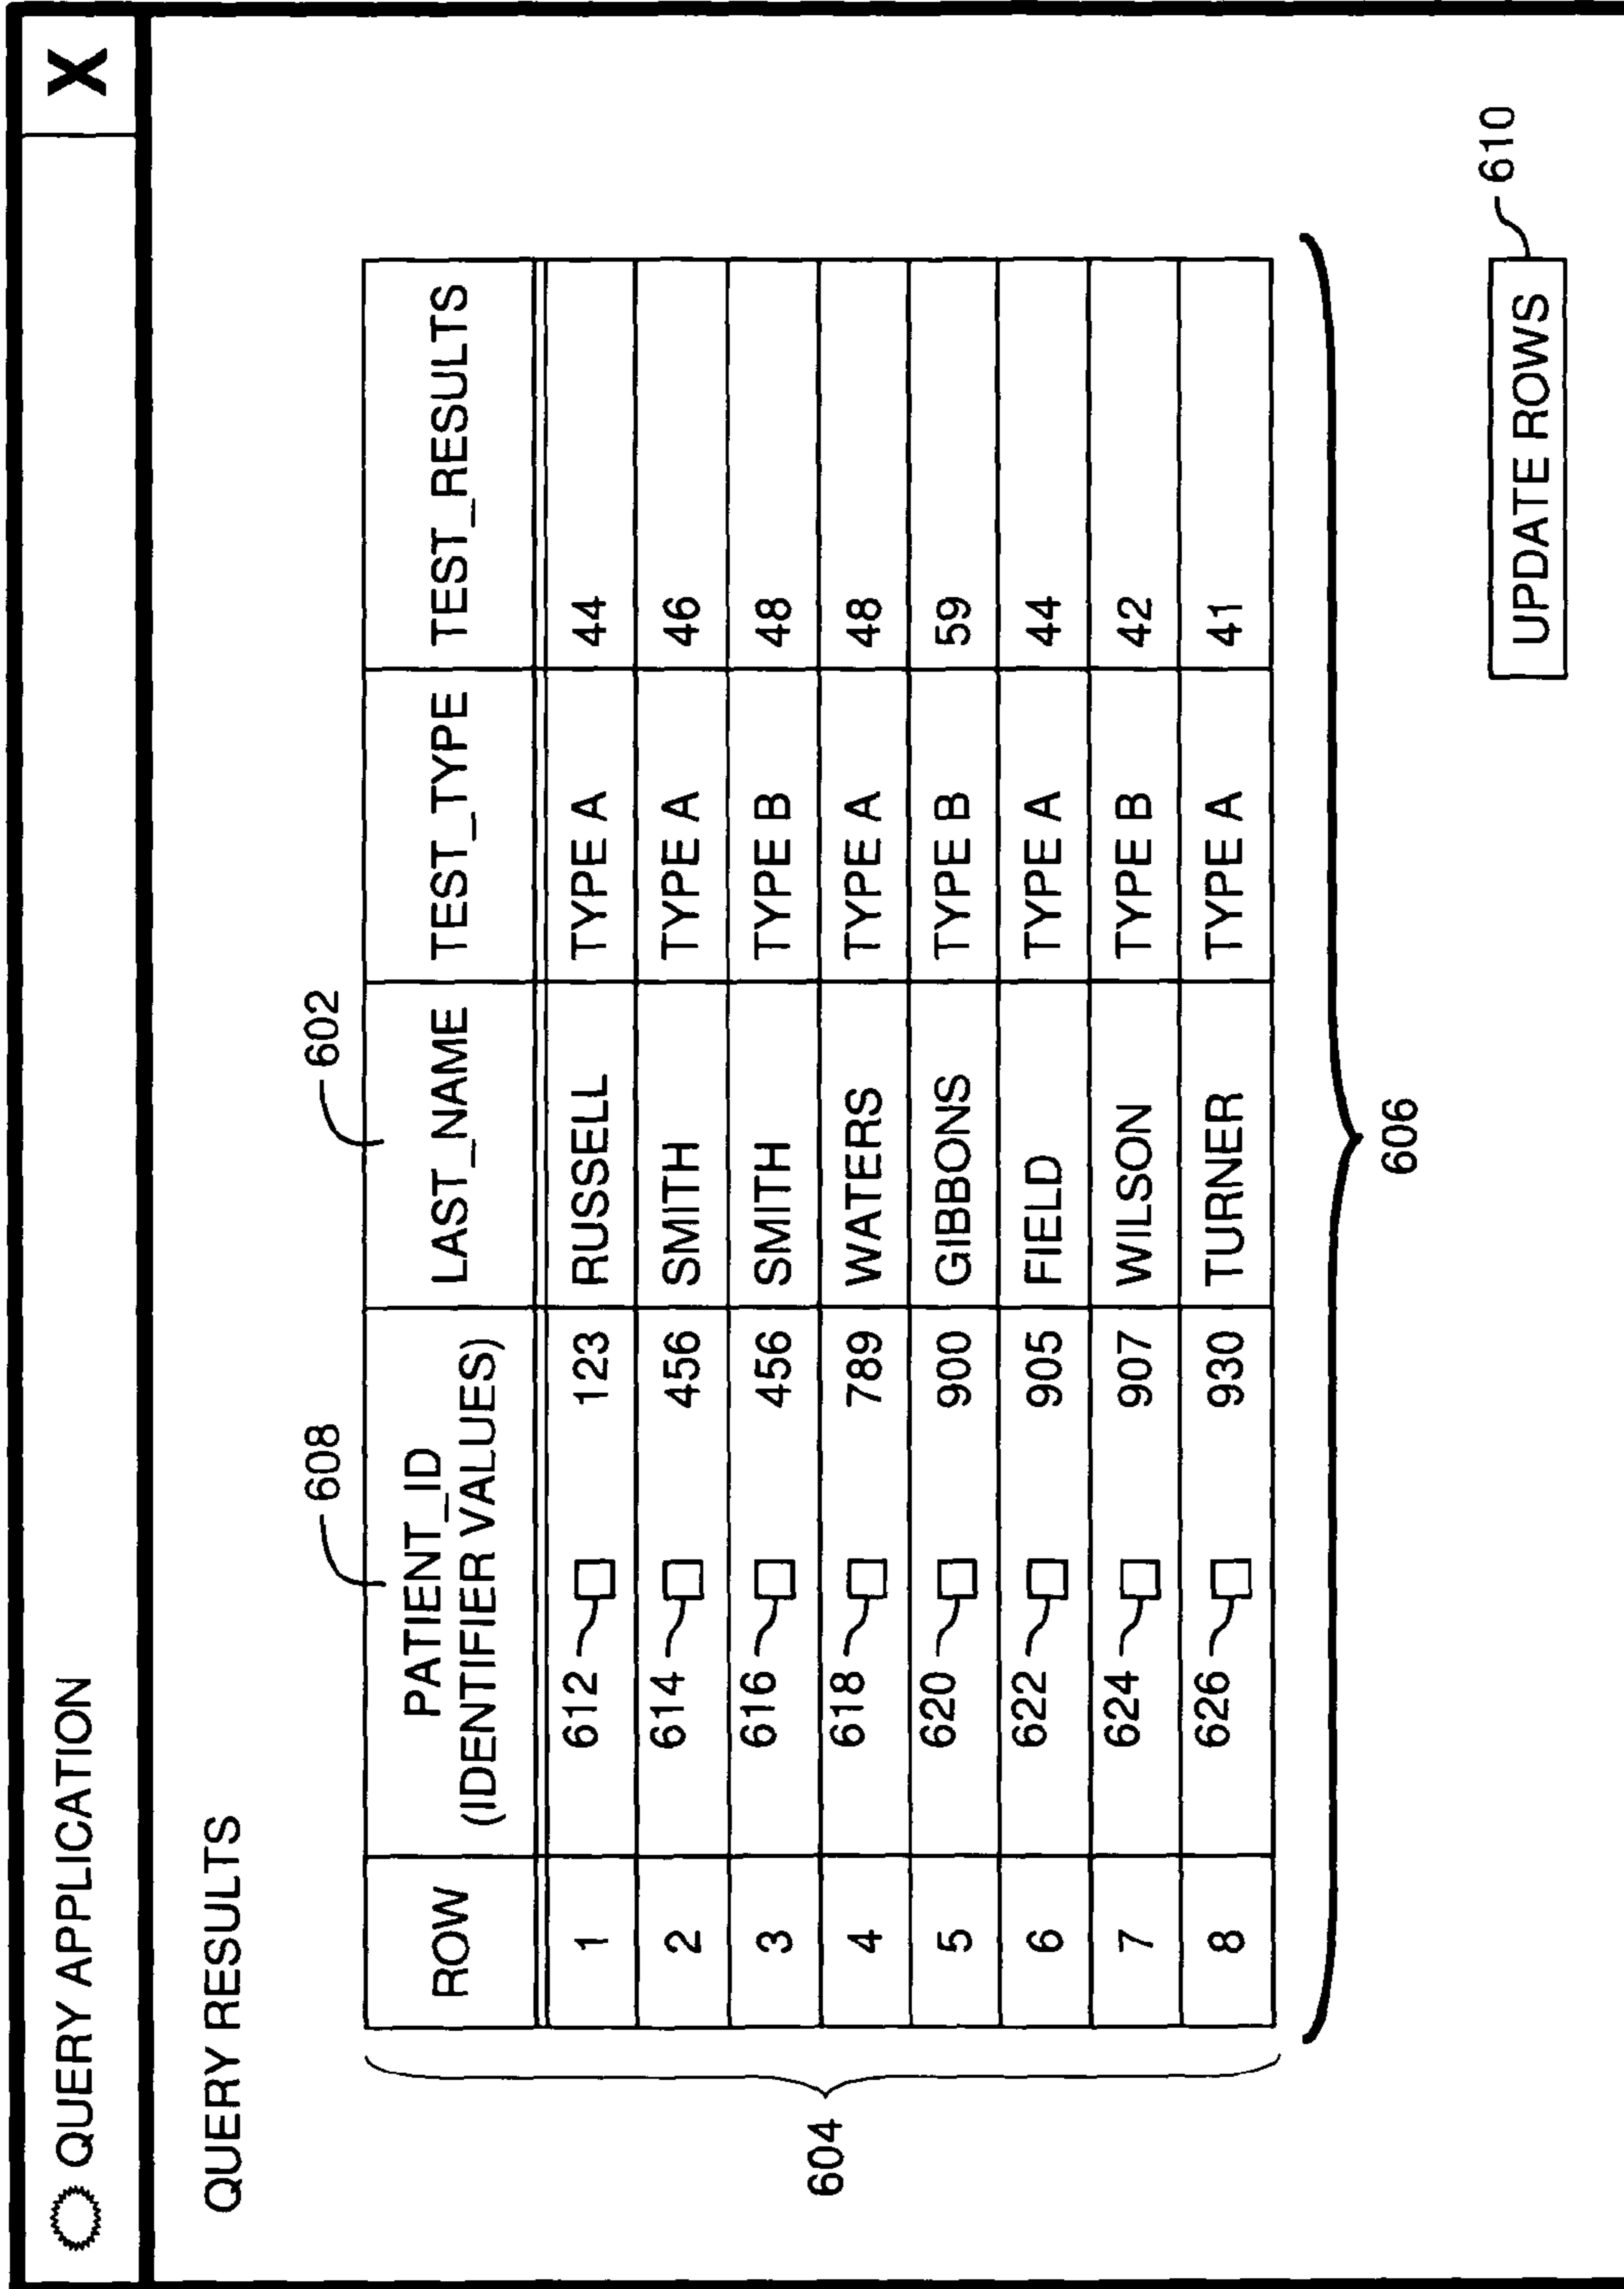 QUERY APPLICATION X
QUERY RESULTS
608 602
ROW PATIENT_ID (IDENTIFIER VALUES) LAST_NAME TEST_TYPE TEST_RESULTS
1 612 123 RUSSELL TYPE A 44
2 614 456 SMITH TYPE A 46
3 616 456 SMITH TYPE B 48
4 618 789 WATERS TYPE A 48
5 620 900 GIBBONS TYPE B 59
6 622 905 FIELD TYPE A 44
7 624 907 WILSON TYPE B 42
8 626 930 TURNER TYPE A 41
604
606
UPDATE ROWS 610